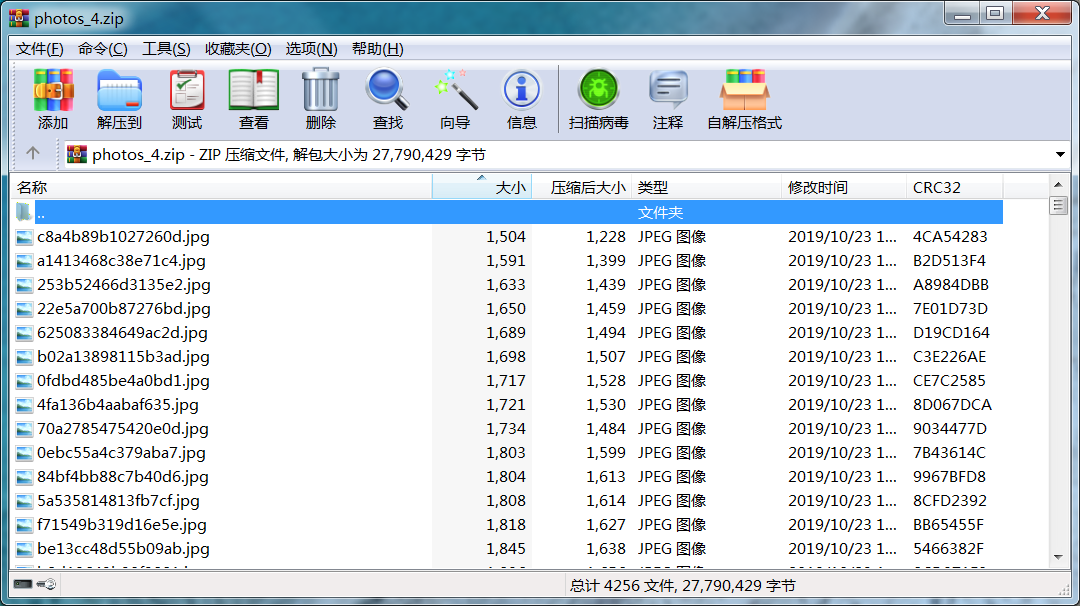 photos_4.zip
文件(F) 命令(C) 工具(S) 收藏夹(O) 选项(N) 帮助(H)
添加 解压到 测试 查看 删除 查找 向导 信息 扫描病毒 注释 自解压格式
photos_4.zip - ZIP 压缩文件, 解包大小为 27,790,429 字节
名称 大小 压缩后大小 类型 修改时间 CRC32
.. 文件夹
c8a4b89b1027260d.jpg 1,504 1,228 JPEG 图像 2019/10/23 1... 4CA54283
a1413468c38e71c4.jpg 1,591 1,399 JPEG 图像 2019/10/23 1... B2D513F4
253b52466d3135e2.jpg 1,633 1,439 JPEG 图像 2019/10/23 1... A8984DBB
22e5a700b87276bd.jpg 1,650 1,459 JPEG 图像 2019/10/23 1... 7E01D73D
625083384649ac2d.jpg 1,689 1,494 JPEG 图像 2019/10/23 1... D19CD164
b02a13898115b3ad.jpg 1,698 1,507 JPEG 图像 2019/10/23 1... C3E226AE
0fdbd485be4a0bd1.jpg 1,717 1,528 JPEG 图像 2019/10/23 1... CE7C2585
4fa136b4aabaf635.jpg 1,721 1,530 JPEG 图像 2019/10/23 1... 8D067DCA
70a2785475420e0d.jpg 1,734 1,484 JPEG 图像 2019/10/23 1... 9034477D
0ebc55a4c379aba7.jpg 1,803 1,599 JPEG 图像 2019/10/23 1... 7B43614C
84bf4bb88c7b40d6.jpg 1,804 1,613 JPEG 图像 2019/10/23 1... 9967BFD8
5a535814813fb7cf.jpg 1,808 1,614 JPEG 图像 2019/10/23 1... 8CFD2392
f71549b319d16e5e.jpg 1,818 1,627 JPEG 图像 2019/10/23 1... BB65455F
be13cc48d55b09ab.jpg 1,845 1,638 JPEG 图像 2019/10/23 1... 5466382F
总计 4256 文件, 27,790,429 字节